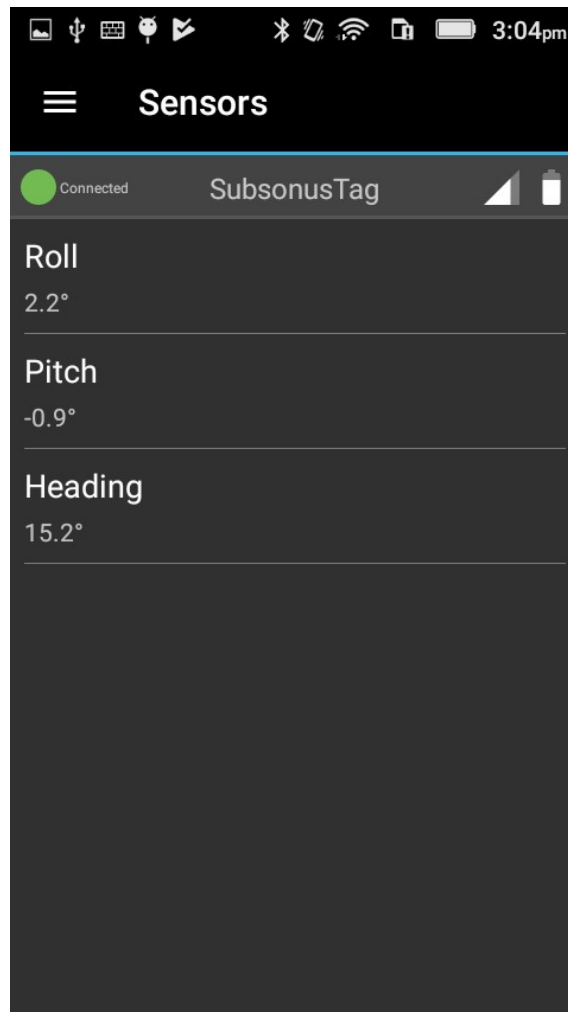 3:04pm
Sensors
Connected SubsonusTag
Roll
2.2°
Pitch
-0.9°
Heading
15.2°